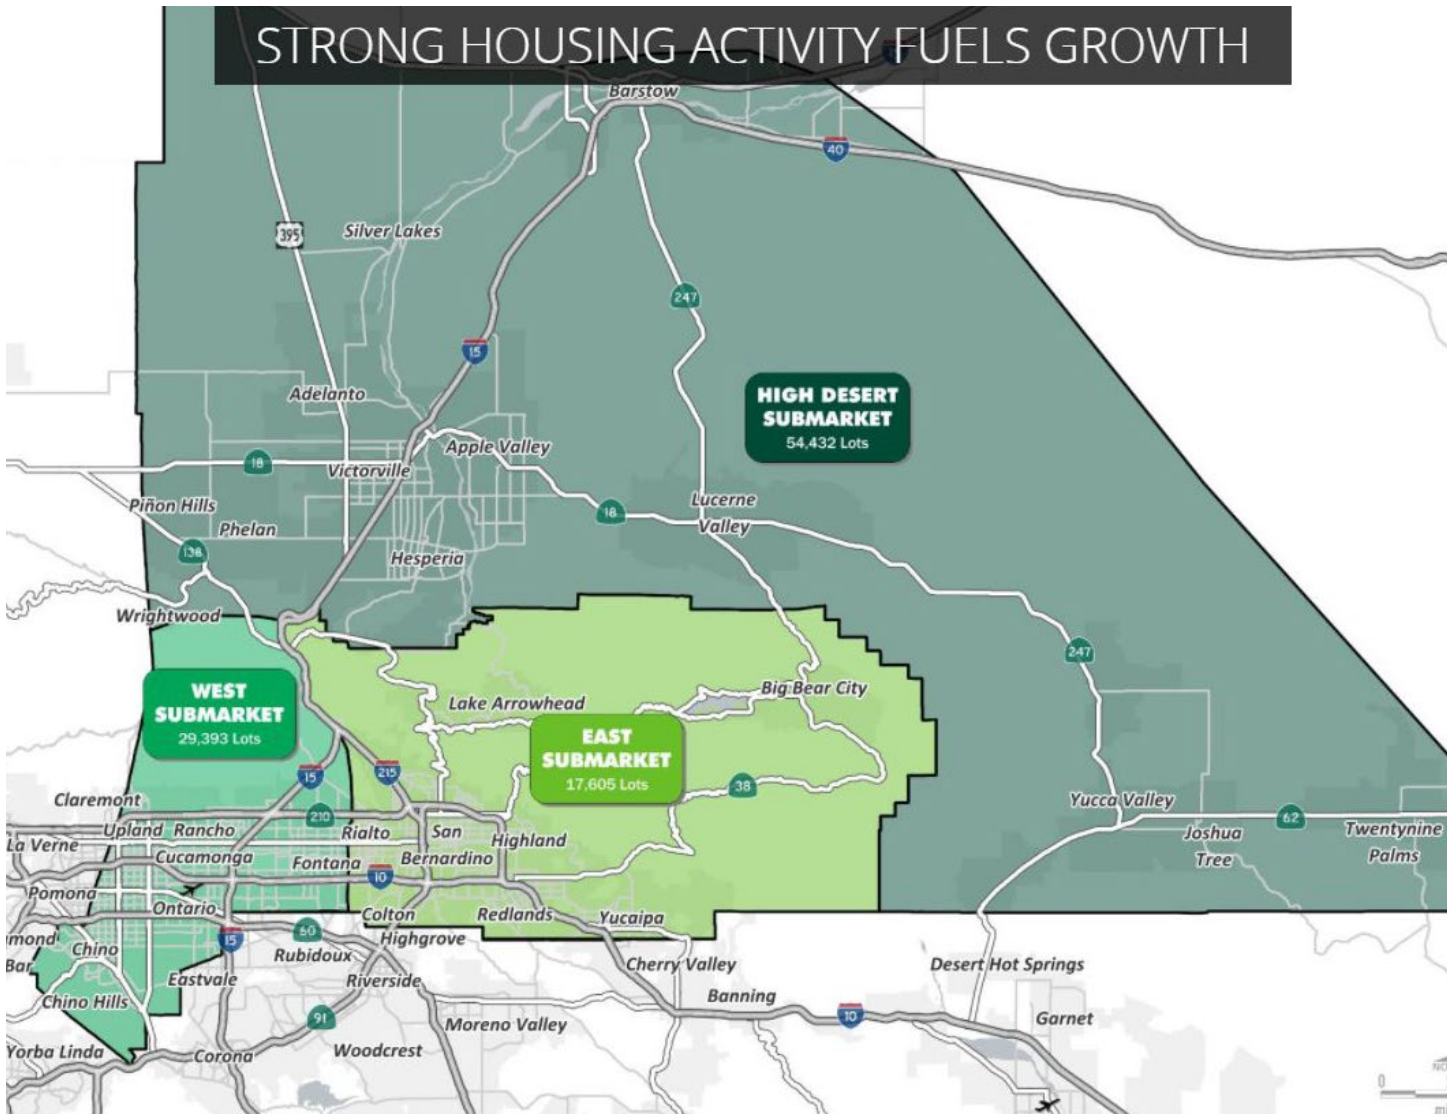 STRONG HOUSING ACTIVITY FUELS GROWTH
Barstow
40
395
Silver Lakes
247
15
Adelanto
HIGH DESERT
SUBMARKET
54,432 Lots
Apple Valley
18
Victorville
Piñon Hills
Lucerne
Valley
18
Phelan
138
Hesperia
Wrightwood
247
WEST
SUBMARKET
29,393 Lots
Big Bear City
Lake Arrowhead
EAST
SUBMARKET
17,605 Lots
15
215
38
Claremont
210
Yucca Valley
62
Upland
Rancho
Cucamonga
Rialto
San
Bernardino
Highland
Joshua
Tree
Twentynine
Palms
La Verne
Fontana
10
Pomona
Ontario
Colton
Redlands
Yucaipa
mond
Bar
Chino
15
60
Highgrove
Rubidoux
Cherry Valley
Desert Hot Springs
Eastvale
Riverside
Chino Hills
Banning
91
Moreno Valley
10
Garnet
Yorba Linda
Corona
Woodcrest
0